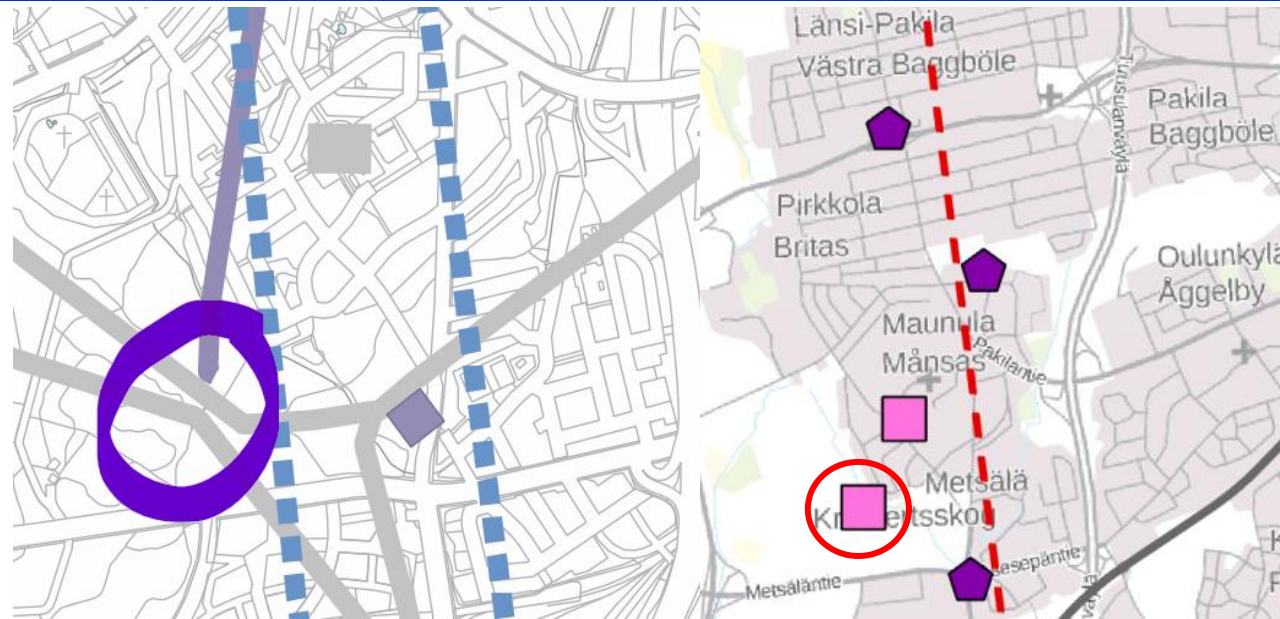 Länsi-Pakila
Västra Baggböle
Tuusulanväylä
Pakila
Baggböle
Pirkkola
Britas
Oulunkylä
Åggelby
Maunula
Månsas
Pakilantie
Metsälä
Metsäläntie